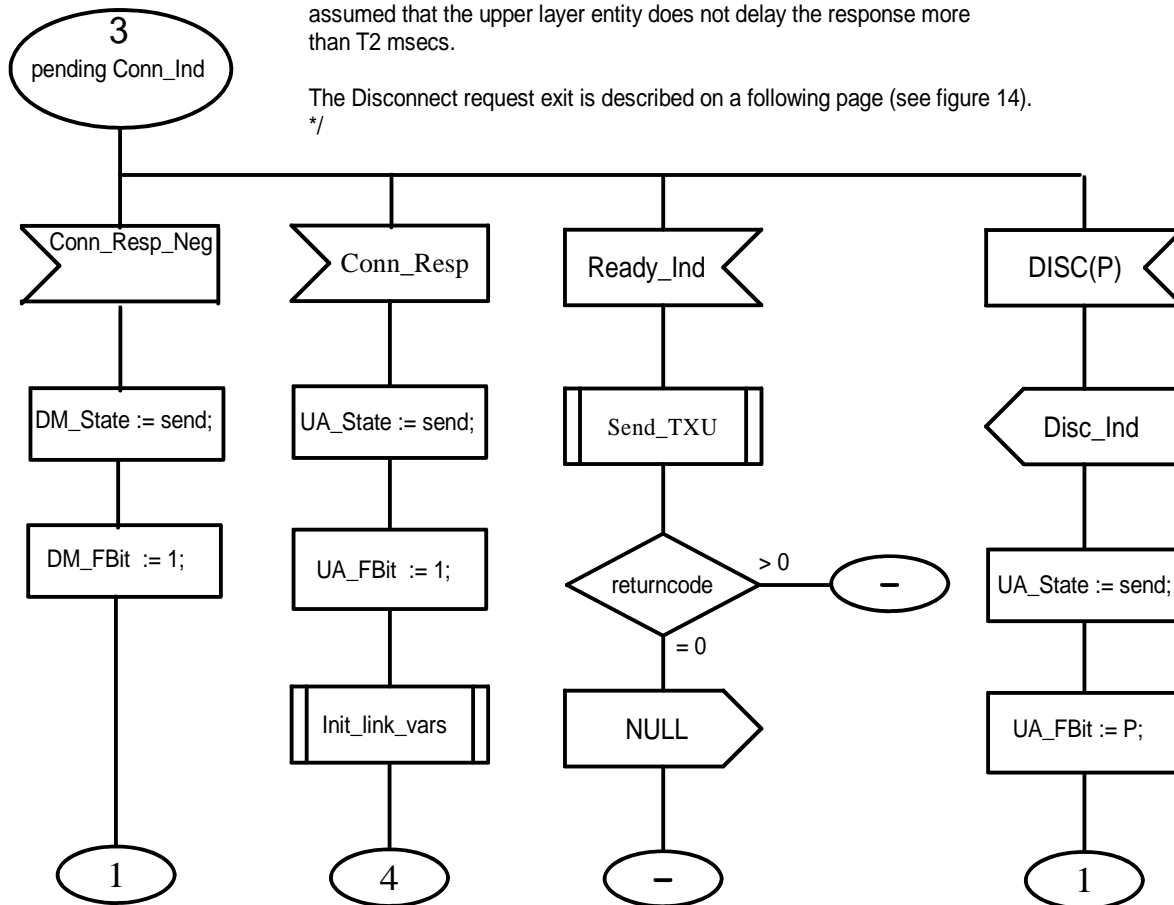 assumed that the upper layer entity does not delay the response more
than T2 msecs.
The Disconnect request exit is described on a following page (see figure 14).
*/
3
pending Conn_Ind
Conn_Resp_Neg
Conn_Resp
Ready_Ind
DISC(P)
DM_State := send;
UA_State := send;
Send_TXU
Disc_Ind
DM_FBit := 1;
UA_FBit := 1;
returncode
> 0
–
UA_State := send;
= 0
Init_link_vars
NULL
UA_FBit := P;
1
4
–
1